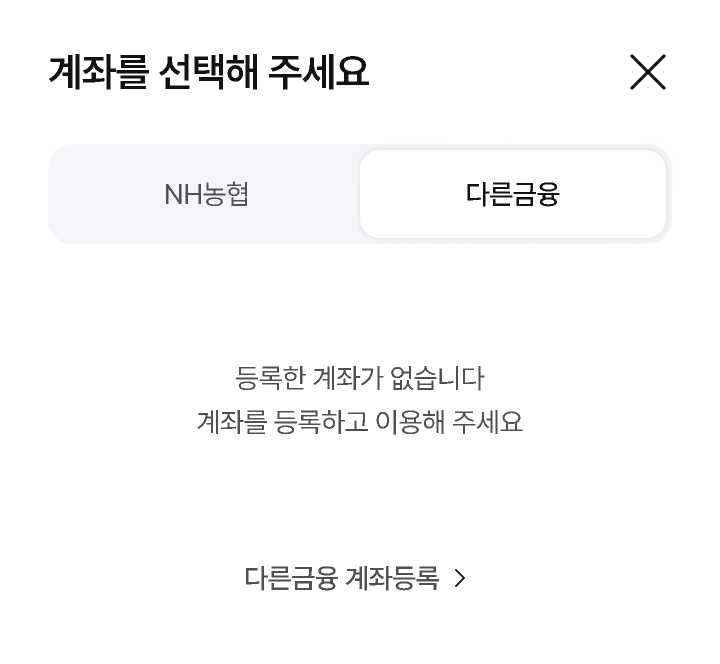 계좌를 선택해 주세요
NH농협
다른금융
등록한 계좌가 없습니다
계좌를 등록하고 이용해 주세요
다른금융 계좌등록